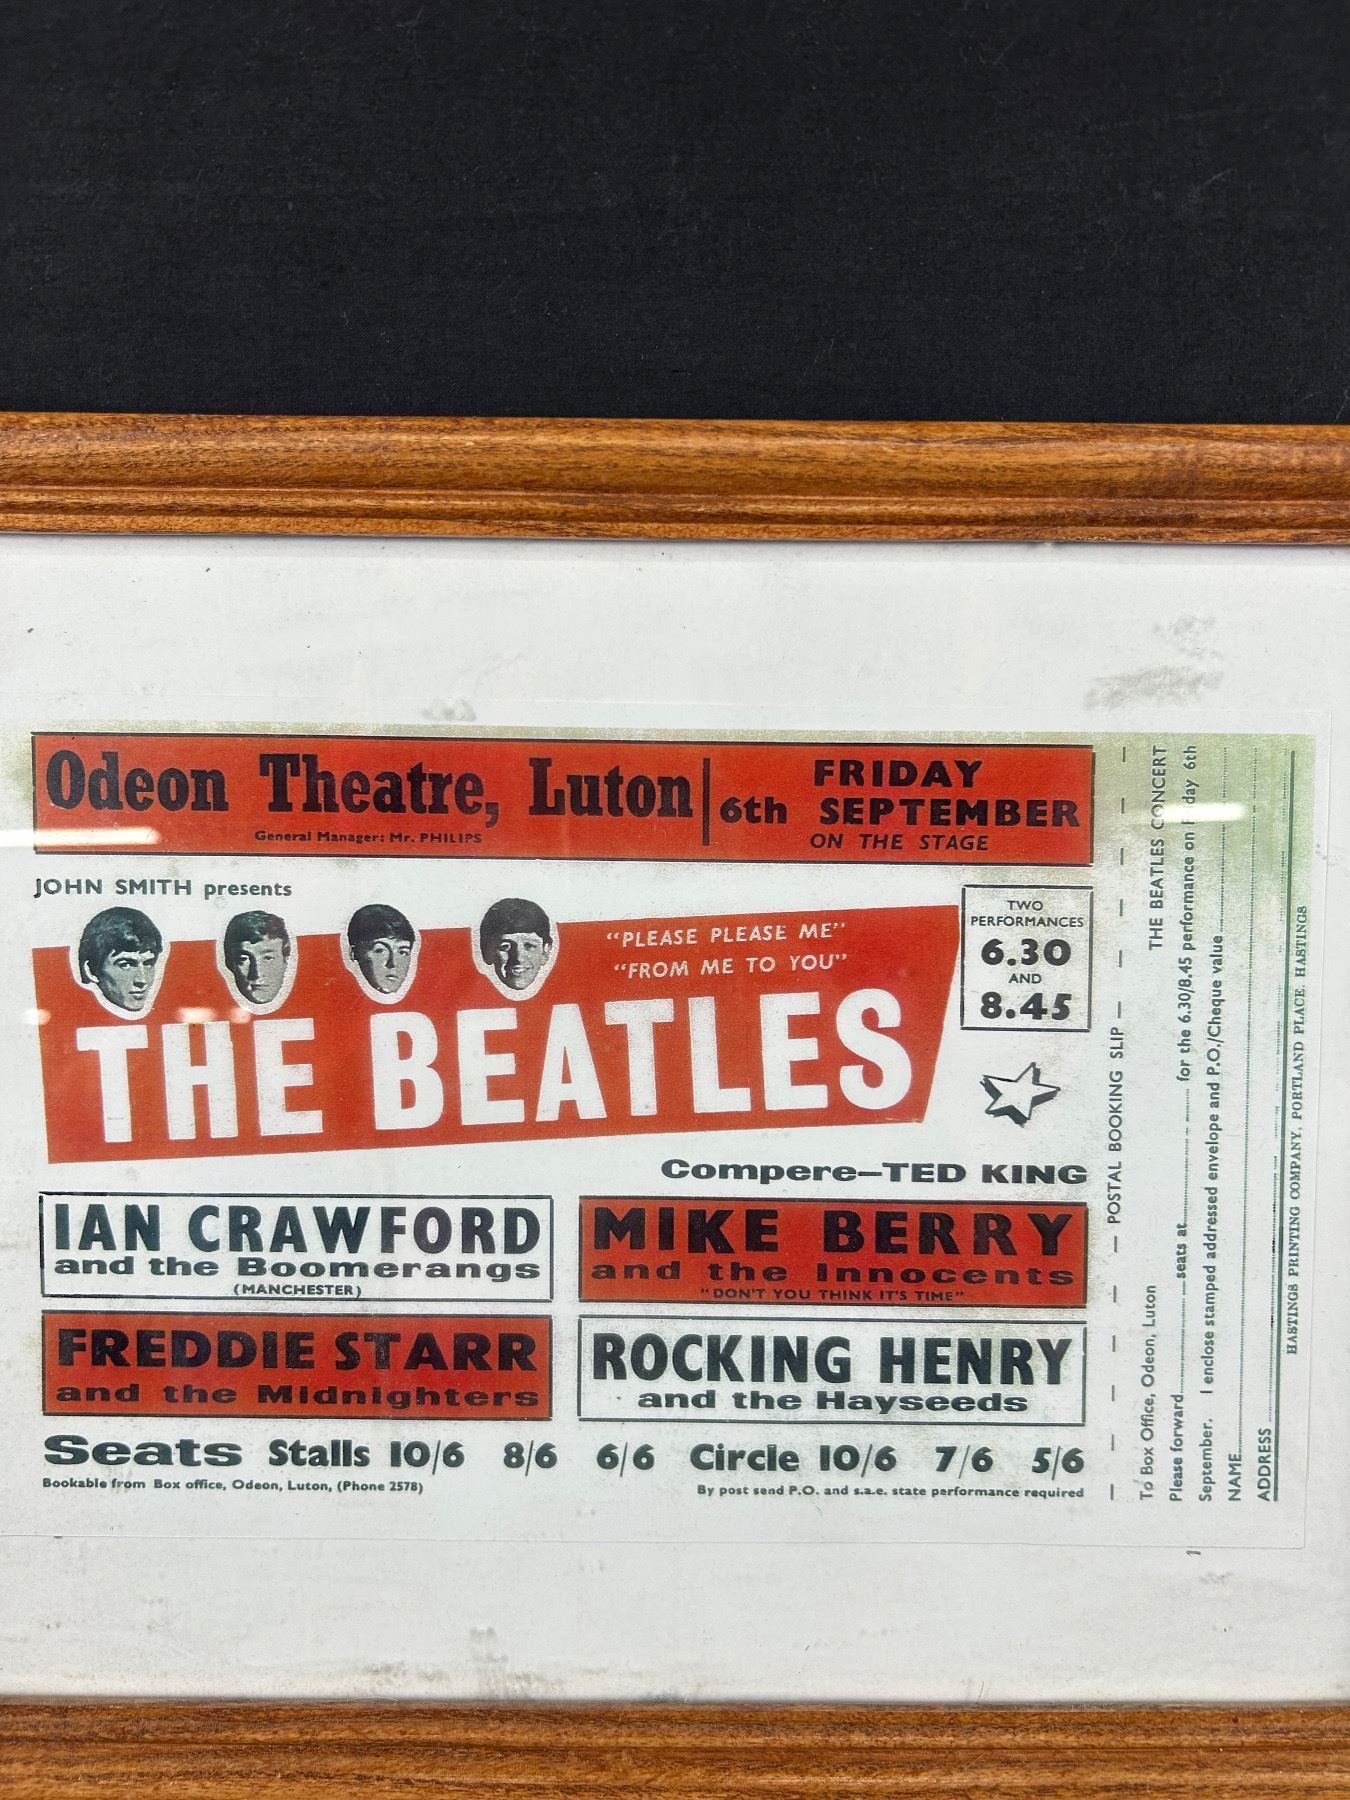 Odeon Theatre, Luton
General Manager: Mr. PHILIPS
FRIDAY
6th SEPTEMBER
ON THE STAGE
JOHN SMITH presents
"PLEASE PLEASE ME"
"FROM ME TO YOU"
THE BEATLES
TWO
PERFORMANCES
6.30
AND
8.45
Compere—TED KING
IAN CRAWFORD
and the Boomerangs
(MANCHESTER)
MIKE BERRY
and the Innocents
"DON'T YOU THINK IT'S TIME"
FREDDIE STARR
and the Midnighters
ROCKING HENRY
and the Hayseeds
Seats Stalls 10/6 8/6 6/6 Circle 10/6 7/6 5/6
Bookable from Box office, Odeon, Luton, (Phone 2578)
By post send P.O. and s.a.e. state performance required
POSTAL BOOKING SLIP
To Box Office, Odeon, Luton THE BEATLES CONCERT
Please forward seats at for the 6.30/8.45 performance on day 6th
September. I enclose stamped addressed envelope and P.O./Cheque value
NAME
ADDRESS
HASTINGS PRINTING COMPANY, PORTLAND PLACE, HASTINGS